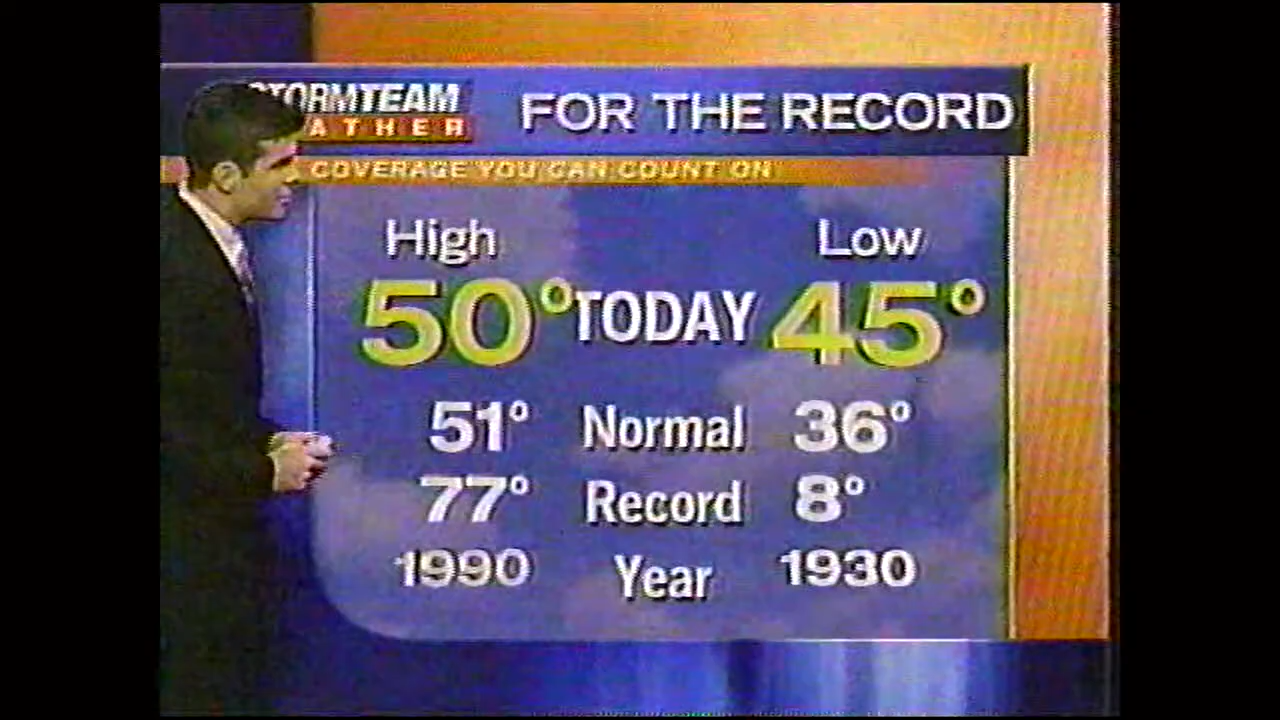 STORMTEAM FOR THE RECORD
ATHER
COVERAGE YOU CAN COUNT ON
High Low
50° TODAY 45°
51° Normal 36°
77° Record 8°
1990 Year 1930